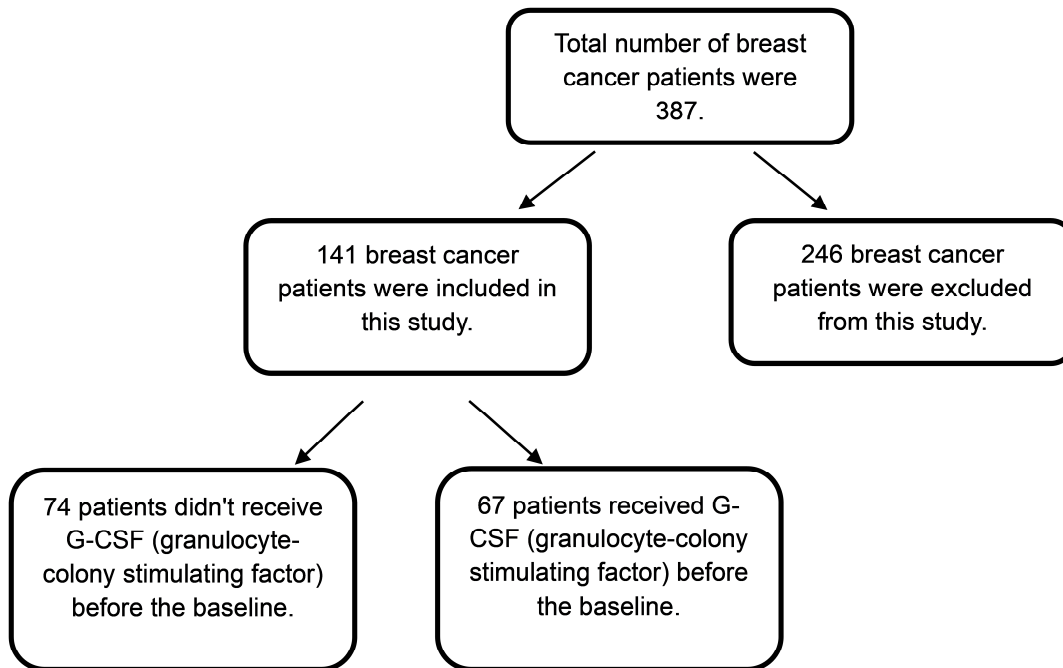 Total number of breast
cancer patients were
387.
141 breast cancer
patients were included in
this study.
246 breast cancer
patients were excluded
from this study.
74 patients didn't receive
G-CSF (granulocyte-
colony stimulating factor)
before the baseline.
67 patients received G-
CSF (granulocyte-colony
stimulating factor) before
the baseline.